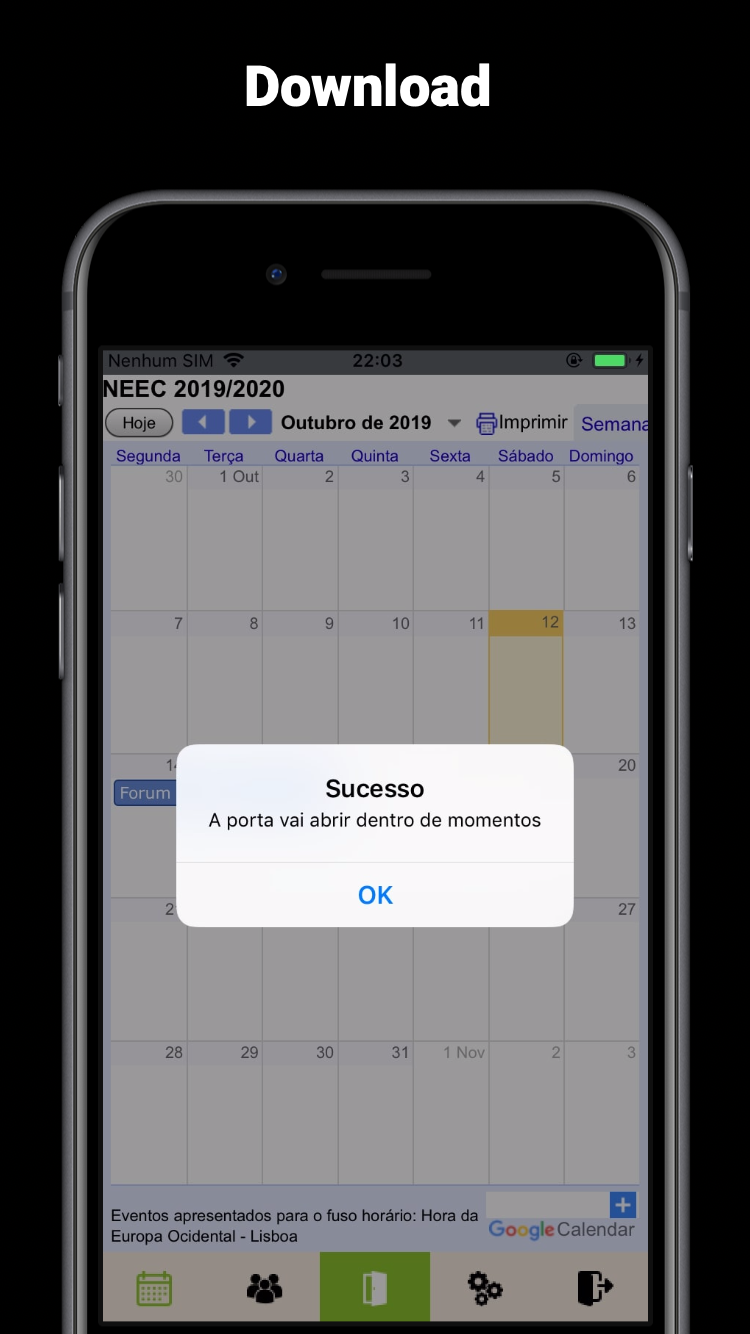 Download
Nenhum SIM 22:03
NEEC 2019/2020
Hoje Outubro de 2019 Imprimir Semana
Segunda Terça Quarta Quinta Sexta Sábado Domingo
30 1 Out 2 3 4 5 6
7 8 9 10 11 12 13
14 20
Forum
Sucesso
A porta vai abrir dentro de momentos
OK
2 27
28 29 30 31 1 Nov 2 3
Eventos apresentados para o fuso horário: Hora da
Europa Ocidental - Lisboa
Google Calendar